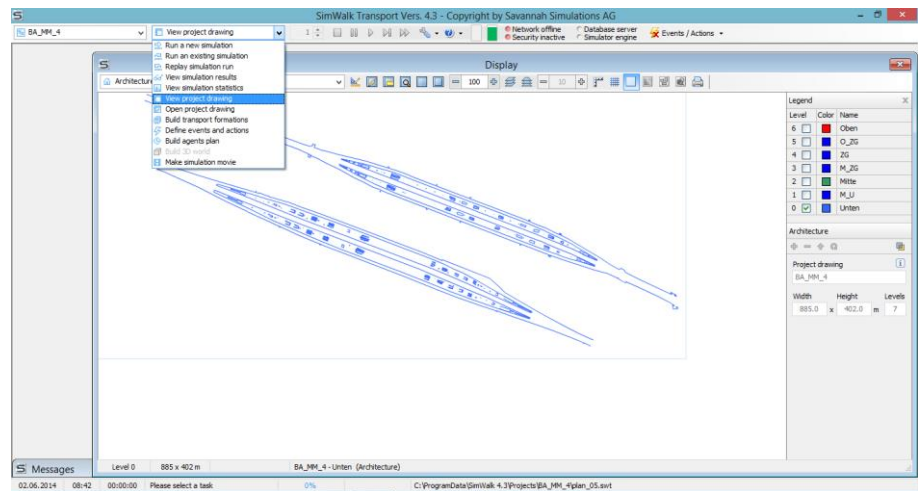 SimWalk Transport Vers. 4.3 - Copyright by Savannah Simulations AG
BA_MM_4
View project drawing
1
Network offline
Security inactive
Database server
Simulator engine
Events / Actions
Run a new simulation
Run an existing simulation
Replay simulation run
View simulation results
View simulation statistics
View project drawing
Open project drawing
Build transport formations
Define events and actions
Build agents plan
Build 3D world
Make simulation movie
Display
100
10
Legend
Level Color Name
6 Oben
5 O_ZG
4 ZG
3 M_ZG
2 Mitte
1 M_U
0 Unten
Architecture
Project drawing
BA_MM_4
Width Height Levels
885.0 x 402.0 m 7
Messages
Level 0 885 x 402 m BA_MM_4 - Unten (Architecture)
02.06.2014 08:42 00:00:00 Please select a task 0% C:\ProgramData\SimWalk 4.3\Projects\BA_MM_4\plan_05.swt